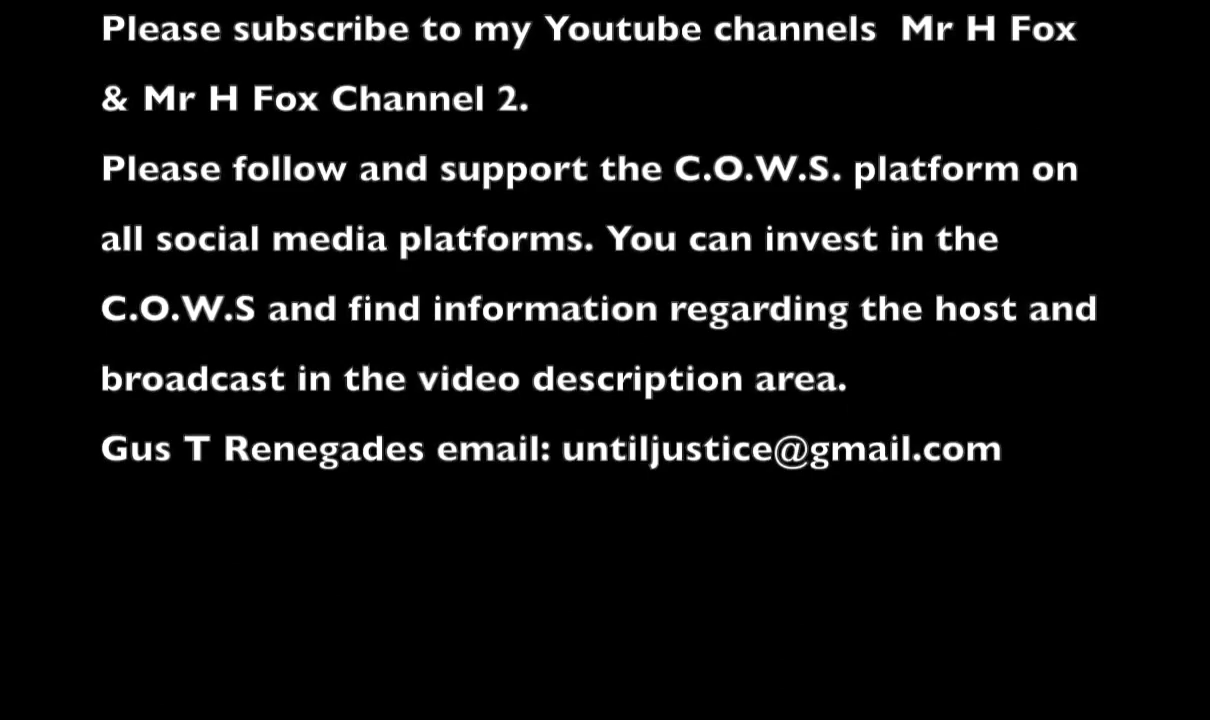 Please subscribe to my Youtube channels  Mr H Fox
& Mr H Fox Channel 2.
Please follow and support the C.O.W.S. platform on
all social media platforms. You can invest in the
C.O.W.S and find information regarding the host and
broadcast in the video description area.
Gus T Renegades email: untiljustice@gmail.com